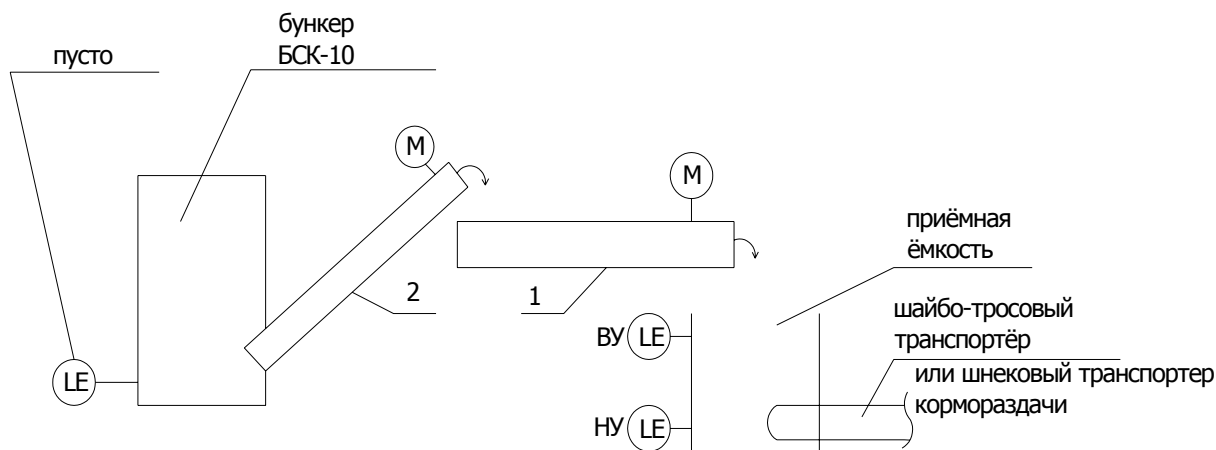 бункер
БСК-10
пусто
М
М
приёмная
ёмкость
2
1
шайбо-тросовый
транспортёр
ВУ LE
или шнековый транспортер
кормораздачи
LE
НУ LE